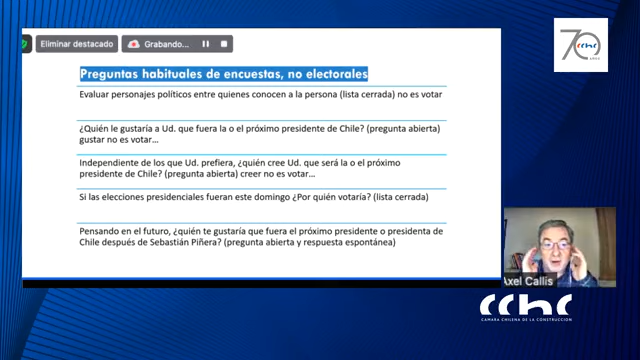 Eliminar destacado
Grabando...
70
CChC
años
Preguntas habituales de encuestas, no electorales
Evaluar personajes políticos entre quienes conocen a la persona (lista cerrada) no es votar
¿Quién le gustaría a Ud. que fuera la o el próximo presidente de Chile? (pregunta abierta)
gustar no es votar...
Independiente de los que Ud. prefiera, ¿quién cree Ud. que será la o el próximo
presidente de Chile? (pregunta abierta) creer no es votar...
Si las elecciones presidenciales fueran este domingo ¿Por quién votaría? (lista cerrada)
Pensando en el futuro, ¿quién te gustaría que fuera el próximo presidente o presidenta de
Chile después de Sebastián Piñera? (pregunta abierta y respuesta espontánea)
Axel Callis
CChC
CAMARA CHILENA DE LA CONSTRUCCION